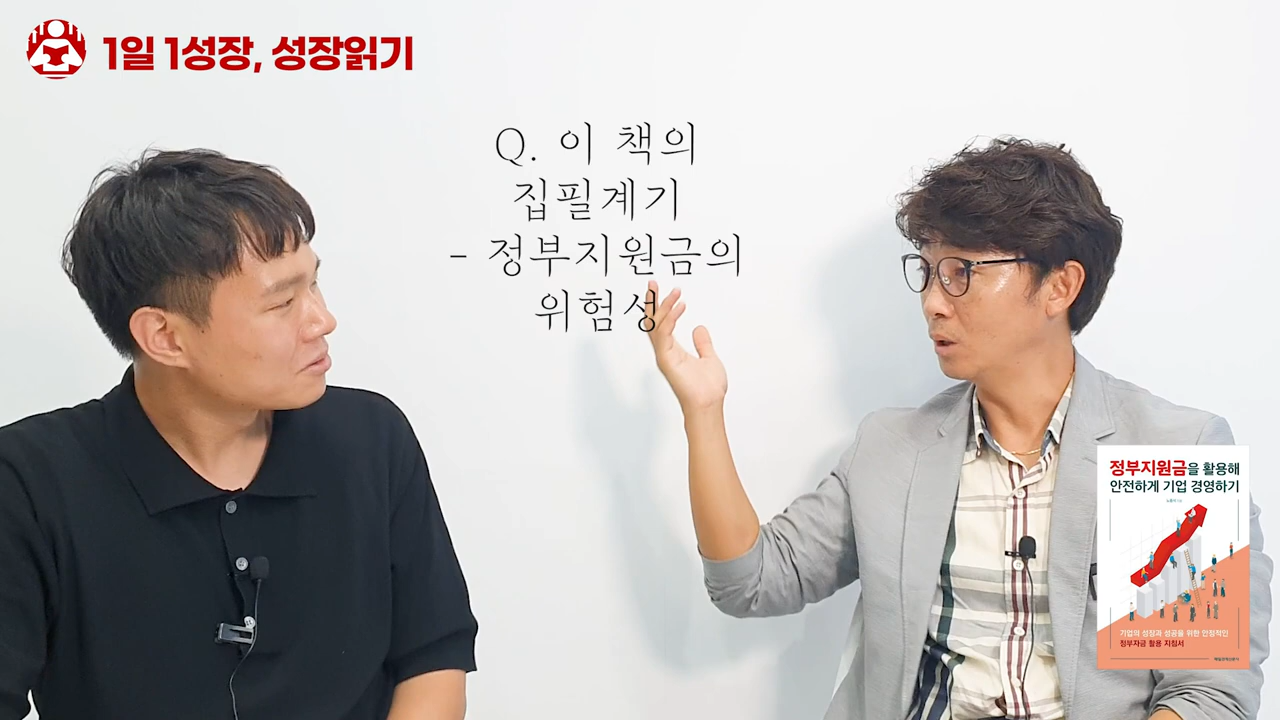 1일 1성장, 성장읽기
Q. 이 책의
집필계기
- 정부지원금의
위험성
정부지원금을 활용해
안전하게 기업 경영하기
기업의 성장과 성공을 위한 안정적인
정부자금 활용 지침서